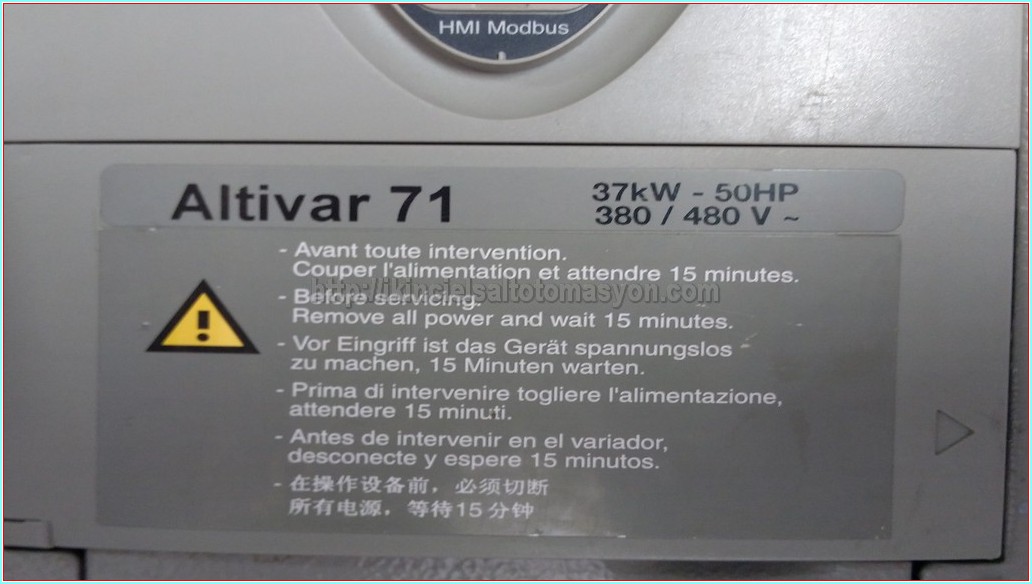 HMI Modbus
Altivar 71
37kW - 50HP
380 / 480 V ~
- Avant toute intervention.
Couper l'alimentation et attendre 15 minutes.
http://ikincielsaltotomasyon.com
- Before servicing.
Remove all power and wait 15 minutes.
- Vor Eingriff ist das Gerät spannungslos
zu machen, 15 Minuten warten.
- Prima di intervenire togliere l'alimentazione,
attendere 15 minuti.
- Antes de intervenir en el variador,
desconecte y espere 15 minutos.
- 在操作设备前，必须切断
所有电源，等待15分钟